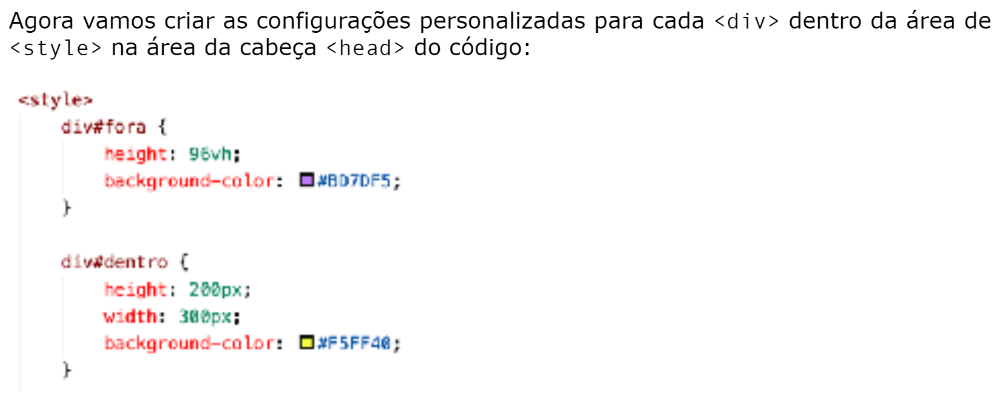 Agora vamos criar as configurações personalizadas para cada <div> dentro da área de
<style> na área da cabeça <head> do código:
<style>
div#fora {
height: 96vh;
background-color: #BD7DF5;
}
div#dentro {
height: 200px;
width: 300px;
background-color: #F5FF40;
}